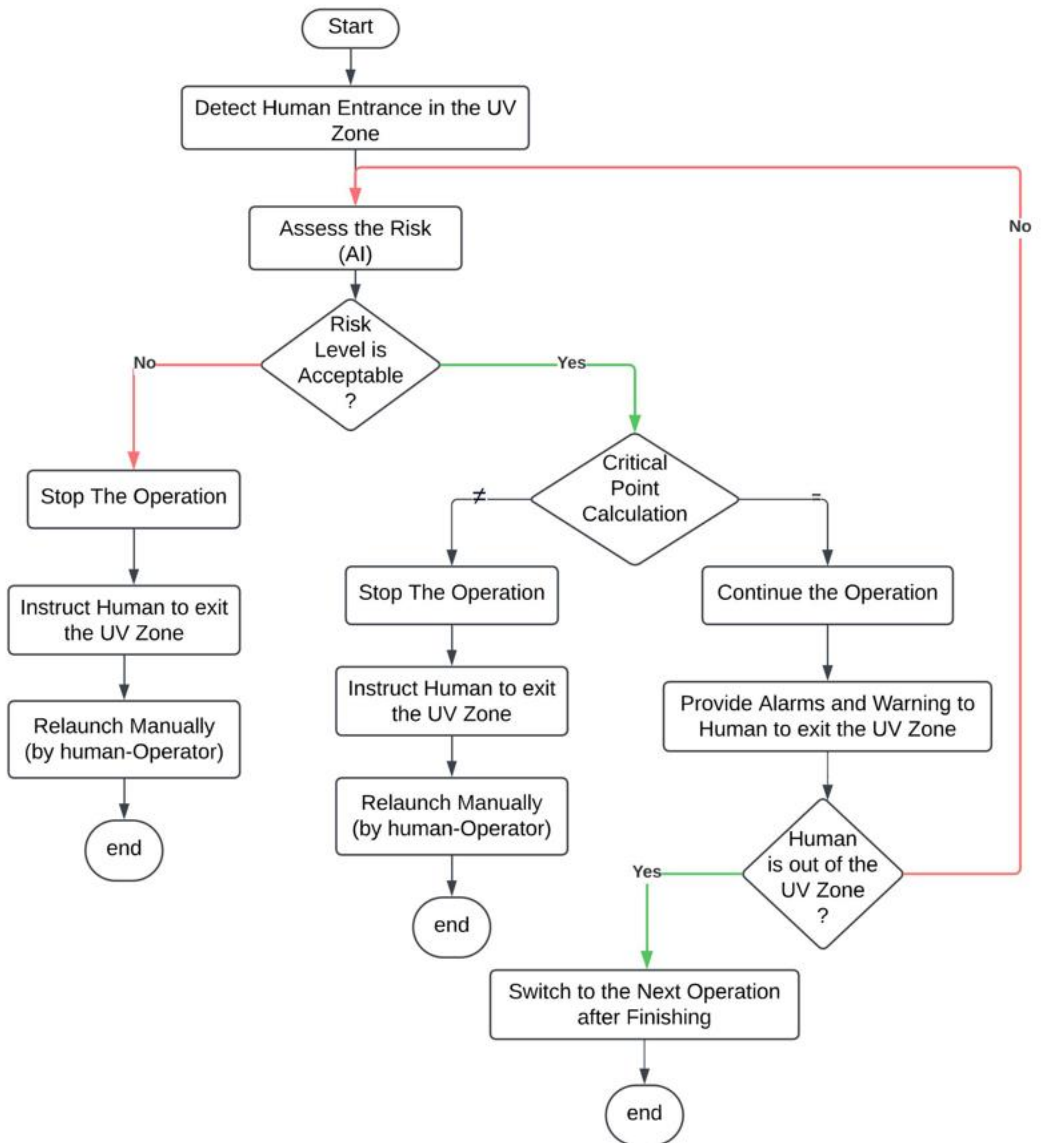 Start
Detect Human Entrance in the UV
Zone
Assess the Risk
(AI)
No
Risk
Level is
Acceptable
?
No
Yes
Critical
Point
Calculation
≠
=
Stop The Operation
Instruct Human to exit
the UV Zone
Relaunch Manually
(by human-Operator)
end
Stop The Operation
Instruct Human to exit
the UV Zone
Relaunch Manually
(by human-Operator)
end
Continue the Operation
Provide Alarms and Warning to
Human to exit the UV Zone
Human
is out of the
UV Zone
?
Yes
Switch to the Next Operation
after Finishing
end